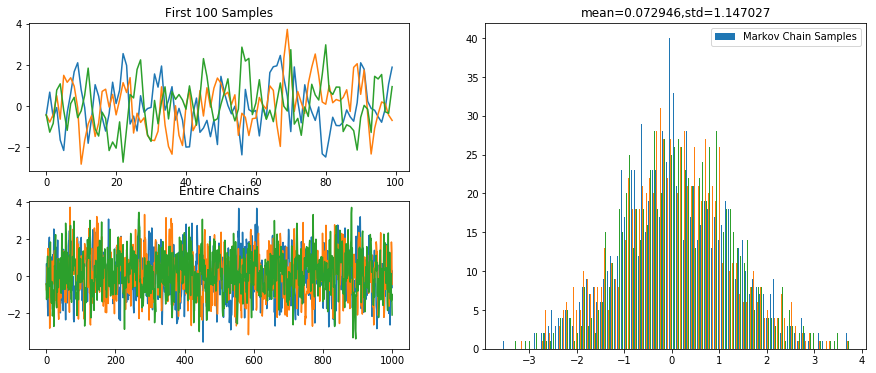 First 100 Samples
4
2
0
−2
0 20 40 60 80 100
Entire Chains
4
2
0
−2
0 200 400 600 800 1000
mean=0.072946,std=1.147027
Markov Chain Samples
40
35
30
25
20
15
10
5
0
−3 −2 −1 0 1 2 3 4